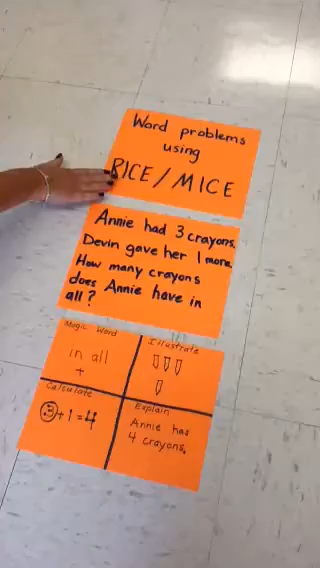 Word problems
using
RICE/MICE
Annie had 3 crayons.
Devin gave her 1 more.
How many crayons
does Annie have in
all?
Magic Word
in all
+
Illustrate
Calculate
3+1=4
Explain
Annie has
4 crayons.